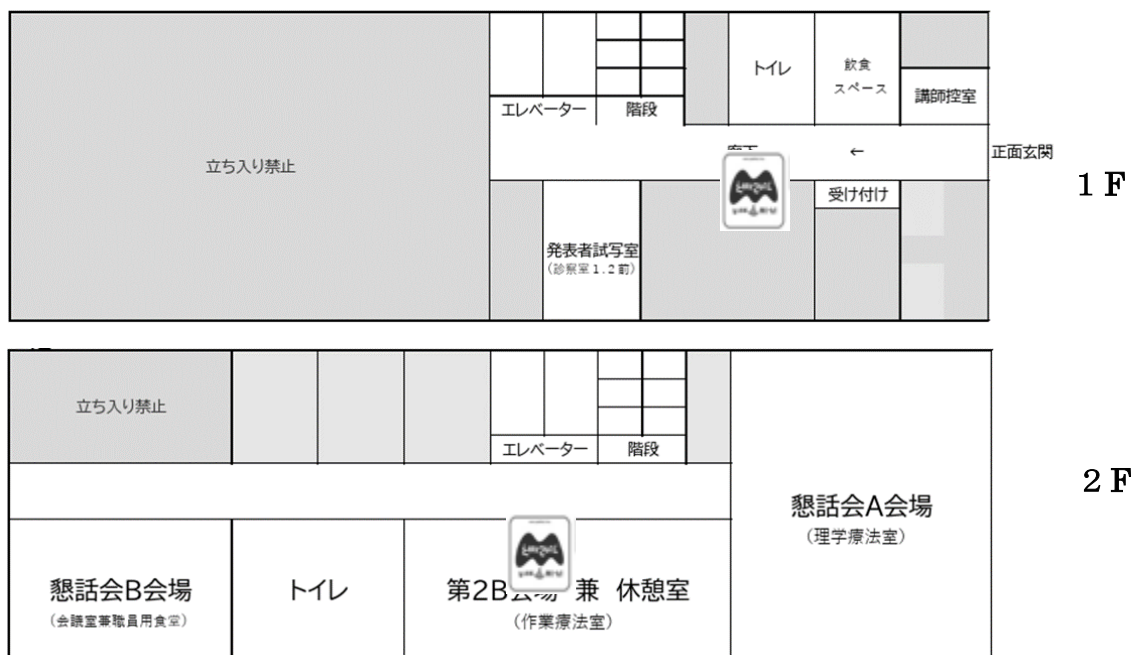 トイレ
飲食
スペース
講師控室
エレベーター
階段
立ち入り禁止
←
正面玄関
1F
受け付け
発表者試写室
(診察室1.2前)
立ち入り禁止
エレベーター
階段
2F
懇話会A会場
(理学療法室)
懇話会B会場
(会議室兼職員用食堂)
トイレ
第2B会場 兼 休憩室
(作業療法室)